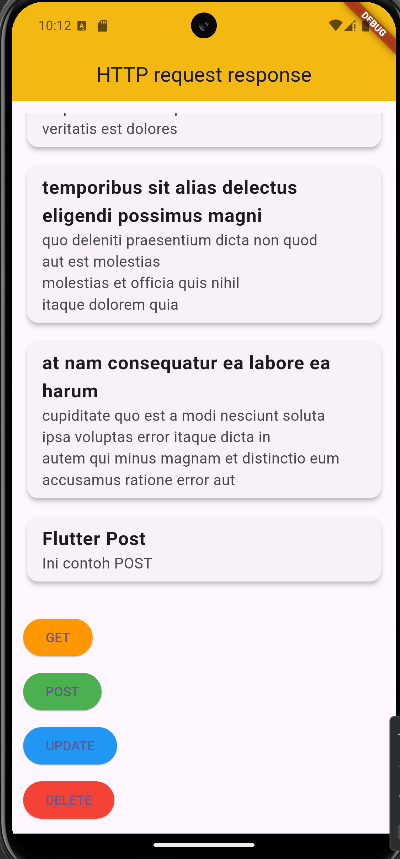 10:12
DEBUG
HTTP request response
veritatis est dolores
temporibus sit alias delectus
eligendi possimus magni
quo deleniti praesentium dicta non quod
aut est molestias
molestias et officia quis nihil
itaque dolorem quia
at nam consequatur ea labore ea
harum
cupiditate quo est a modi nesciunt soluta
ipsa voluptas error itaque dicta in
autem qui minus magnam et distinctio eum
accusamus ratione error aut
Flutter Post
Ini contoh POST
GET
POST
UPDATE
DELETE